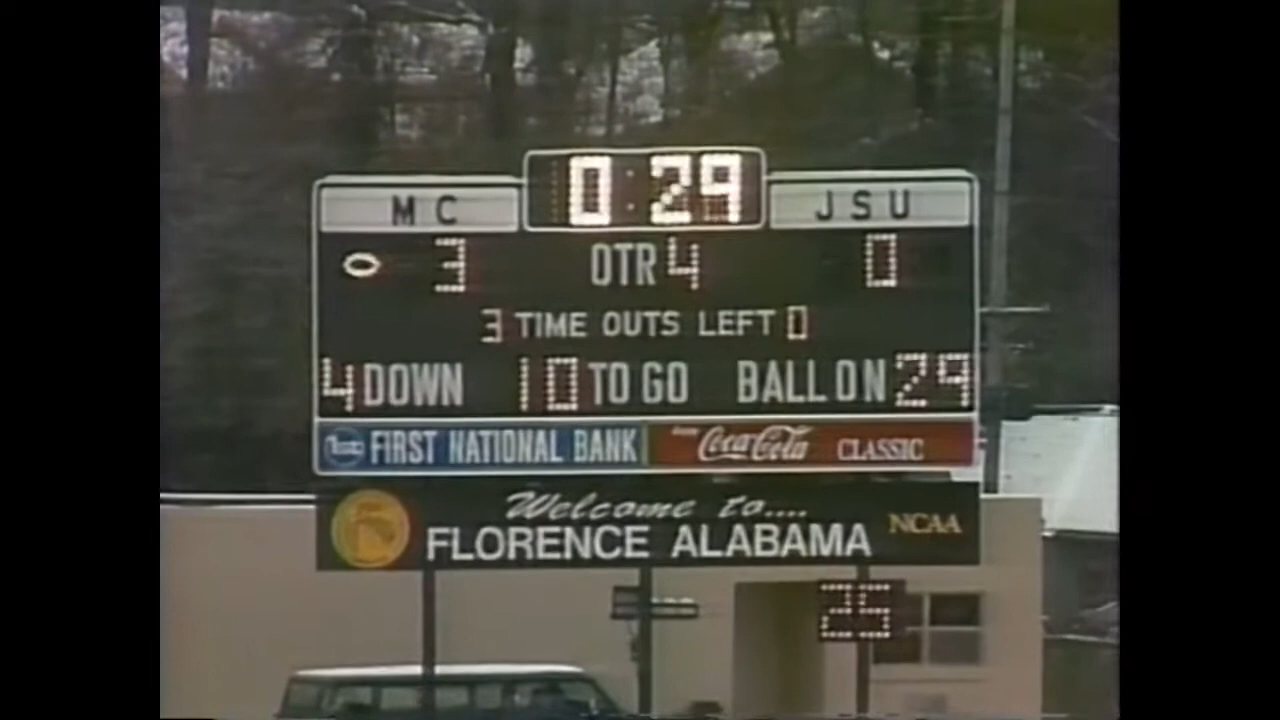 0:29
MC JSU
3 QTR 4 0
3 TIME OUTS LEFT 0
4 DOWN 10 TO GO BALL ON 29
FIRST NATIONAL BANK Coca-Cola CLASSIC
Welcome to....
FLORENCE ALABAMA NCAA
25